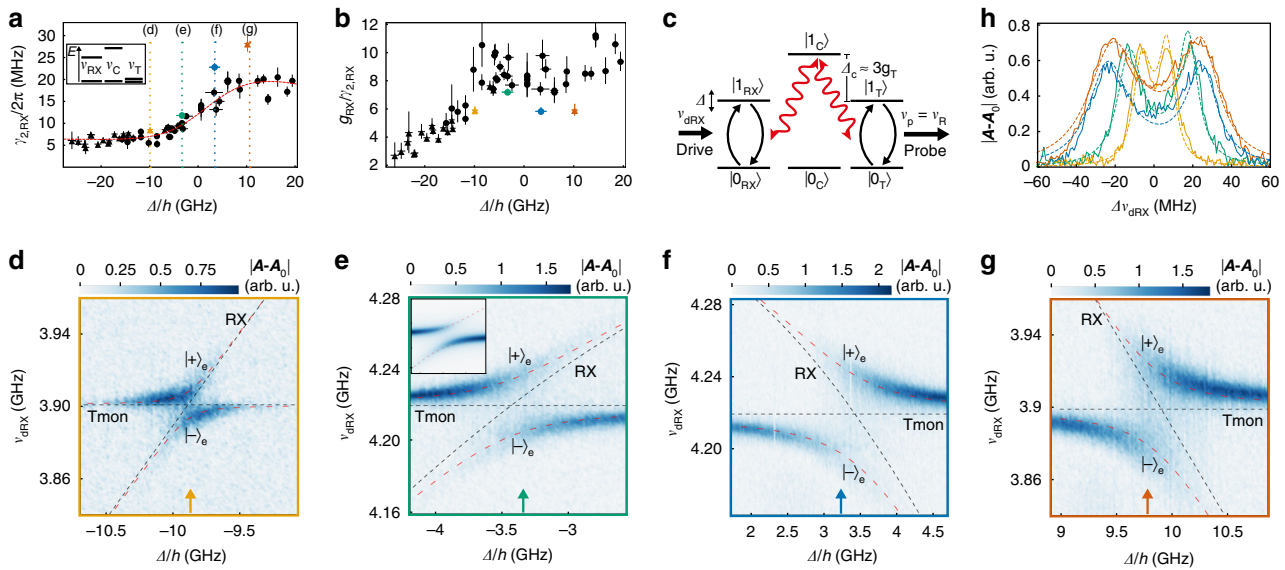 a
(d) (e) (f) (g)
γ2,RX/2π (MHz)
30
25
20
15
10
5
0
E
νRX νC νT
−20 −10 0 10 20
Δ/h (GHz)
b
gRX/γ2,RX
12
10
8
6
4
2
−20 −10 0 10 20
Δ/h (GHz)
c
|1C⟩
Δc ≈ 3gT
|1RX⟩ |1T⟩
Δ
νdRX
Drive
νp = νR
Probe
|0RX⟩ |0C⟩ |0T⟩
h
|A-A0| (arb. u.)
0.8
0.6
0.4
0.2
0
−60 −40 −20 0 20 40 60
ΔνdRX (MHz)
d
0 0.25 0.5 0.75
|A-A0|
(arb. u.)
νdRX (GHz)
3.94
3.90
3.86
RX
|+⟩e
Tmon
|−⟩e
−10.5 −10 −9.5
Δ/h (GHz)
e
0 0.5 1 1.5
|A-A0|
(arb. u.)
νdRX (GHz)
4.28
4.24
4.20
4.16
|+⟩e
RX
Tmon
|−⟩e
−4 −3.5 −3
Δ/h (GHz)
f
0 0.5 1 1.5 2
|A-A0|
(arb. u.)
νdRX (GHz)
4.28
4.24
4.20
|+⟩e
RX
Tmon
|−⟩e
2 2.5 3 3.5 4 4.5
Δ/h (GHz)
g
0 0.5 1 1.5
|A-A0|
(arb. u.)
νdRX (GHz)
3.94
3.9
3.86
RX
|+⟩e
Tmon
|−⟩e
9 9.5 10 10.5
Δ/h (GHz)